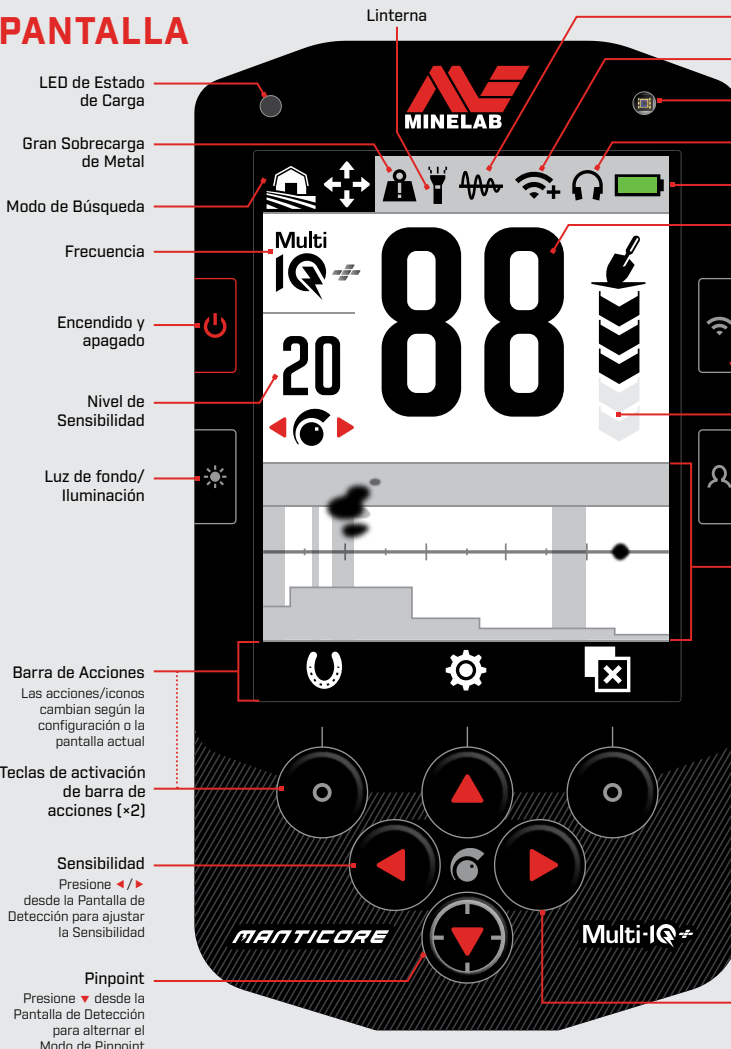 PANTALLA
Linterna
LED de Estado
de Carga
Gran Sobrecarga
de Metal
Modo de Búsqueda
Frecuencia
Encendido y
apagado
Nivel de
Sensibilidad
Luz de fondo/
Iluminación
Barra de Acciones
Las acciones/iconos
cambian según la
configuración o la
pantalla actual
Teclas de activación
de barra de
acciones (×2)
Sensibilidad
Presione ◂/▸
desde la Pantalla de
Detección para ajustar
la Sensibilidad
Pinpoint
Presione ▾ desde la
Pantalla de Detección
para alternar el
Modo de Pinpoint
MINELAB
Multi
IQ
88
20
MANTICORE
Multi-IQ+